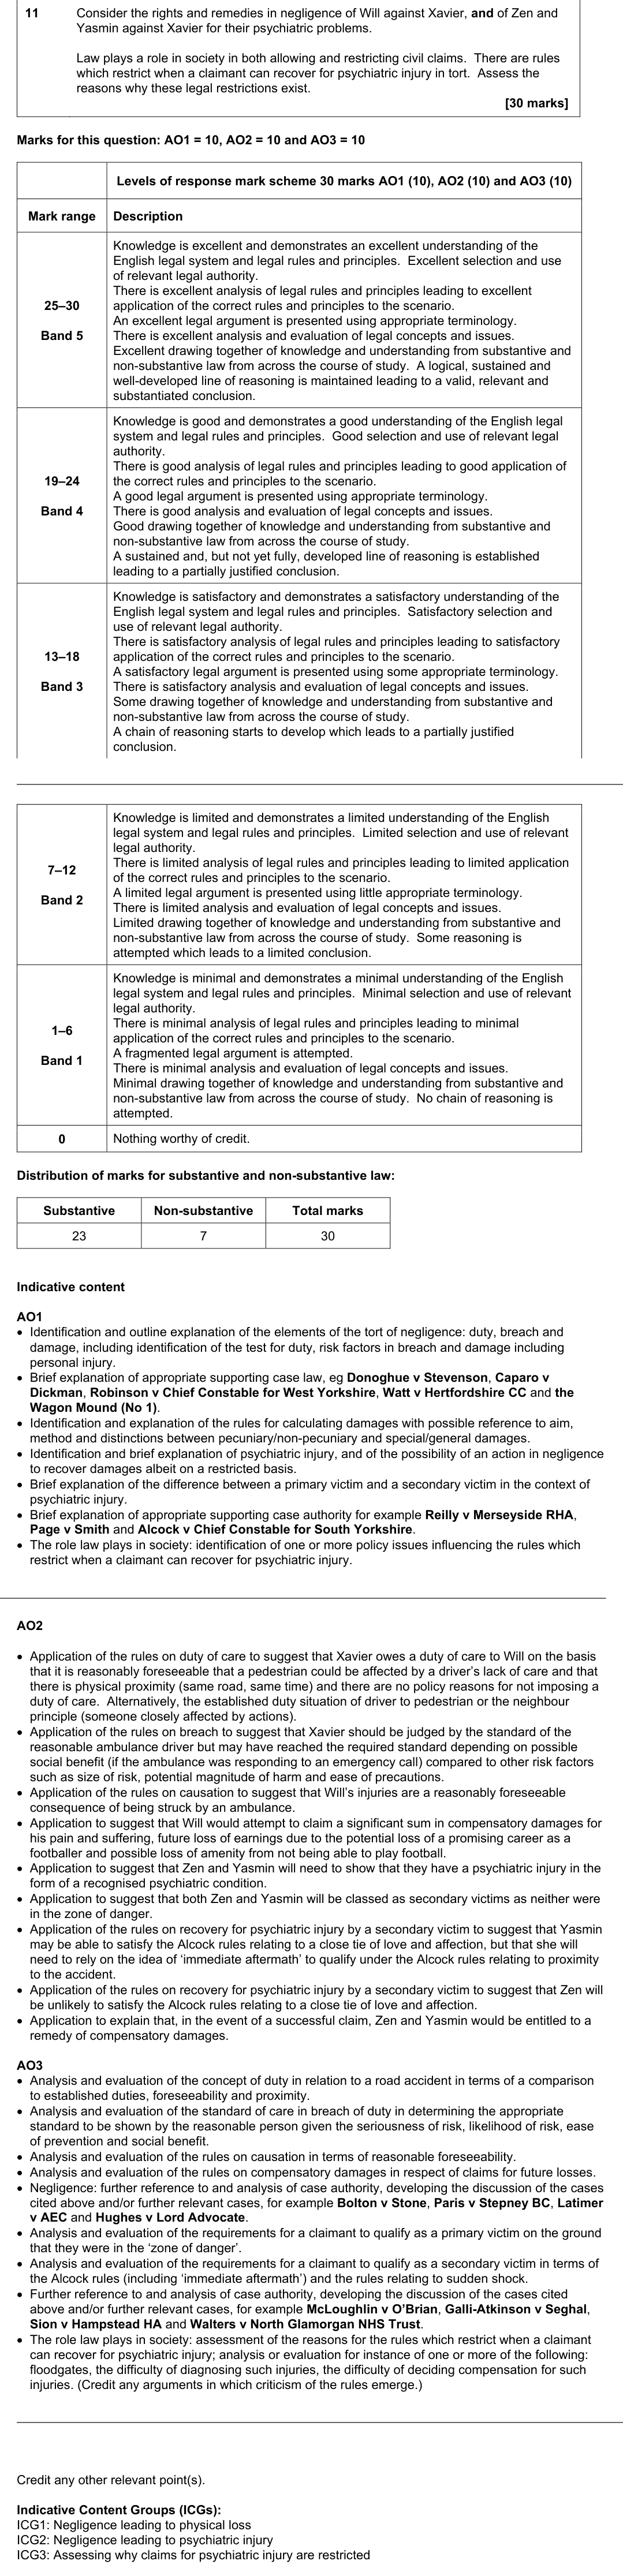 11 Consider the rights and remedies in negligence of Will against Xavier, and of Zen and
Yasmin against Xavier for their psychiatric problems.
Law plays a role in society in both allowing and restricting civil claims. There are rules
which restrict when a claimant can recover for psychiatric injury in tort. Assess the
reasons why these legal restrictions exist.
[30 marks]
Marks for this question: AO1 = 10, AO2 = 10 and AO3 = 10
Levels of response mark scheme 30 marks AO1 (10), AO2 (10) and AO3 (10)
Mark range Description
25–30
Band 5
Knowledge is excellent and demonstrates an excellent understanding of the
English legal system and legal rules and principles. Excellent selection and use
of relevant legal authority.
There is excellent analysis of legal rules and principles leading to excellent
application of the correct rules and principles to the scenario.
An excellent legal argument is presented using appropriate terminology.
There is excellent analysis and evaluation of legal concepts and issues.
Excellent drawing together of knowledge and understanding from substantive and
non-substantive law from across the course of study. A logical, sustained and
well-developed line of reasoning is maintained leading to a valid, relevant and
substantiated conclusion.
19–24
Band 4
Knowledge is good and demonstrates a good understanding of the English legal
system and legal rules and principles. Good selection and use of relevant legal
authority.
There is good analysis of legal rules and principles leading to good application of
the correct rules and principles to the scenario.
A good legal argument is presented using appropriate terminology.
There is good analysis and evaluation of legal concepts and issues.
Good drawing together of knowledge and understanding from substantive and
non-substantive law from across the course of study.
A sustained and, but not yet fully, developed line of reasoning is established
leading to a partially justified conclusion.
13–18
Band 3
Knowledge is satisfactory and demonstrates a satisfactory understanding of the
English legal system and legal rules and principles. Satisfactory selection and
use of relevant legal authority.
There is satisfactory analysis of legal rules and principles leading to satisfactory
application of the correct rules and principles to the scenario.
A satisfactory legal argument is presented using some appropriate terminology.
There is satisfactory analysis and evaluation of legal concepts and issues.
Some drawing together of knowledge and understanding from substantive and
non-substantive law from across the course of study.
A chain of reasoning starts to develop which leads to a partially justified
conclusion.
7–12
Band 2
Knowledge is limited and demonstrates a limited understanding of the English
legal system and legal rules and principles. Limited selection and use of relevant
legal authority.
There is limited analysis of legal rules and principles leading to limited application
of the correct rules and principles to the scenario.
A limited legal argument is presented using little appropriate terminology.
There is limited analysis and evaluation of legal concepts and issues.
Limited drawing together of knowledge and understanding from substantive and
non-substantive law from across the course of study. Some reasoning is
attempted which leads to a limited conclusion.
1–6
Band 1
Knowledge is minimal and demonstrates a minimal understanding of the English
legal system and legal rules and principles. Minimal selection and use of relevant
legal authority.
There is minimal analysis of legal rules and principles leading to minimal
application of the correct rules and principles to the scenario.
A fragmented legal argument is attempted.
There is minimal analysis and evaluation of legal concepts and issues.
Minimal drawing together of knowledge and understanding from substantive and
non-substantive law from across the course of study. No chain of reasoning is
attempted.
0 Nothing worthy of credit.
Distribution of marks for substantive and non-substantive law:
Substantive Non-substantive Total marks
23 7 30
Indicative content
AO1
• Identification and outline explanation of the elements of the tort of negligence: duty, breach and
damage, including identification of the test for duty, risk factors in breach and damage including
personal injury.
• Brief explanation of appropriate supporting case law, eg Donoghue v Stevenson, Caparo v
Dickman, Robinson v Chief Constable for West Yorkshire, Watt v Hertfordshire CC and the
Wagon Mound (No 1).
• Identification and explanation of the rules for calculating damages with possible reference to aim,
method and distinctions between pecuniary/non-pecuniary and special/general damages.
• Identification and brief explanation of psychiatric injury, and of the possibility of an action in negligence
to recover damages albeit on a restricted basis.
• Brief explanation of the difference between a primary victim and a secondary victim in the context of
psychiatric injury.
• Brief explanation of appropriate supporting case authority for example Reilly v Merseyside RHA,
Page v Smith and Alcock v Chief Constable for South Yorkshire.
• The role law plays in society: identification of one or more policy issues influencing the rules which
restrict when a claimant can recover for psychiatric injury.
AO2
• Application of the rules on duty of care to suggest that Xavier owes a duty of care to Will on the basis
that it is reasonably foreseeable that a pedestrian could be affected by a driver's lack of care and that
there is physical proximity (same road, same time) and there are no policy reasons for not imposing a
duty of care. Alternatively, the established duty situation of driver to pedestrian or the neighbour
principle (someone closely affected by actions).
• Application of the rules on breach to suggest that Xavier should be judged by the standard of the
reasonable ambulance driver but may have reached the required standard depending on possible
social benefit (if the ambulance was responding to an emergency call) compared to other risk factors
such as size of risk, potential magnitude of harm and ease of precautions.
• Application of the rules on causation to suggest that Will's injuries are a reasonably foreseeable
consequence of being struck by an ambulance.
• Application to suggest that Will would attempt to claim a significant sum in compensatory damages for
his pain and suffering, future loss of earnings due to the potential loss of a promising career as a
footballer and possible loss of amenity from not being able to play football.
• Application to suggest that Zen and Yasmin will need to show that they have a psychiatric injury in the
form of a recognised psychiatric condition.
• Application to suggest that both Zen and Yasmin will be classed as secondary victims as neither were
in the zone of danger.
• Application of the rules on recovery for psychiatric injury by a secondary victim to suggest that Yasmin
may be able to satisfy the Alcock rules relating to a close tie of love and affection, but that she will
need to rely on the idea of 'immediate aftermath' to qualify under the Alcock rules relating to proximity
to the accident.
• Application of the rules on recovery for psychiatric injury by a secondary victim to suggest that Zen will
be unlikely to satisfy the Alcock rules relating to a close tie of love and affection.
• Application to explain that, in the event of a successful claim, Zen and Yasmin would be entitled to a
remedy of compensatory damages.
AO3
• Analysis and evaluation of the concept of duty in relation to a road accident in terms of a comparison
to established duties, foreseeability and proximity.
• Analysis and evaluation of the standard of care in breach of duty in determining the appropriate
standard to be shown by the reasonable person given the seriousness of risk, likelihood of risk, ease
of prevention and social benefit.
• Analysis and evaluation of the rules on causation in terms of reasonable foreseeability.
• Analysis and evaluation of the rules on compensatory damages in respect of claims for future losses.
• Negligence: further reference to and analysis of case authority, developing the discussion of the cases
cited above and/or further relevant cases, for example Bolton v Stone, Paris v Stepney BC, Latimer
v AEC and Hughes v Lord Advocate.
• Analysis and evaluation of the requirements for a claimant to qualify as a primary victim on the ground
that they were in the 'zone of danger'.
• Analysis and evaluation of the requirements for a claimant to qualify as a secondary victim in terms of
the Alcock rules (including 'immediate aftermath') and the rules relating to sudden shock.
• Further reference to and analysis of case authority, developing the discussion of the cases cited
above and/or further relevant cases, for example McLoughlin v O'Brian, Galli-Atkinson v Seghal,
Sion v Hampstead HA and Walters v North Glamorgan NHS Trust.
• The role law plays in society: assessment of the reasons for the rules which restrict when a claimant
can recover for psychiatric injury; analysis or evaluation for instance of one or more of the following:
floodgates, the difficulty of diagnosing such injuries, the difficulty of deciding compensation for such
injuries. (Credit any arguments in which criticism of the rules emerge.)
Credit any other relevant point(s).
Indicative Content Groups (ICGs):
ICG1: Negligence leading to physical loss
ICG2: Negligence leading to psychiatric injury
ICG3: Assessing why claims for psychiatric injury are restricted